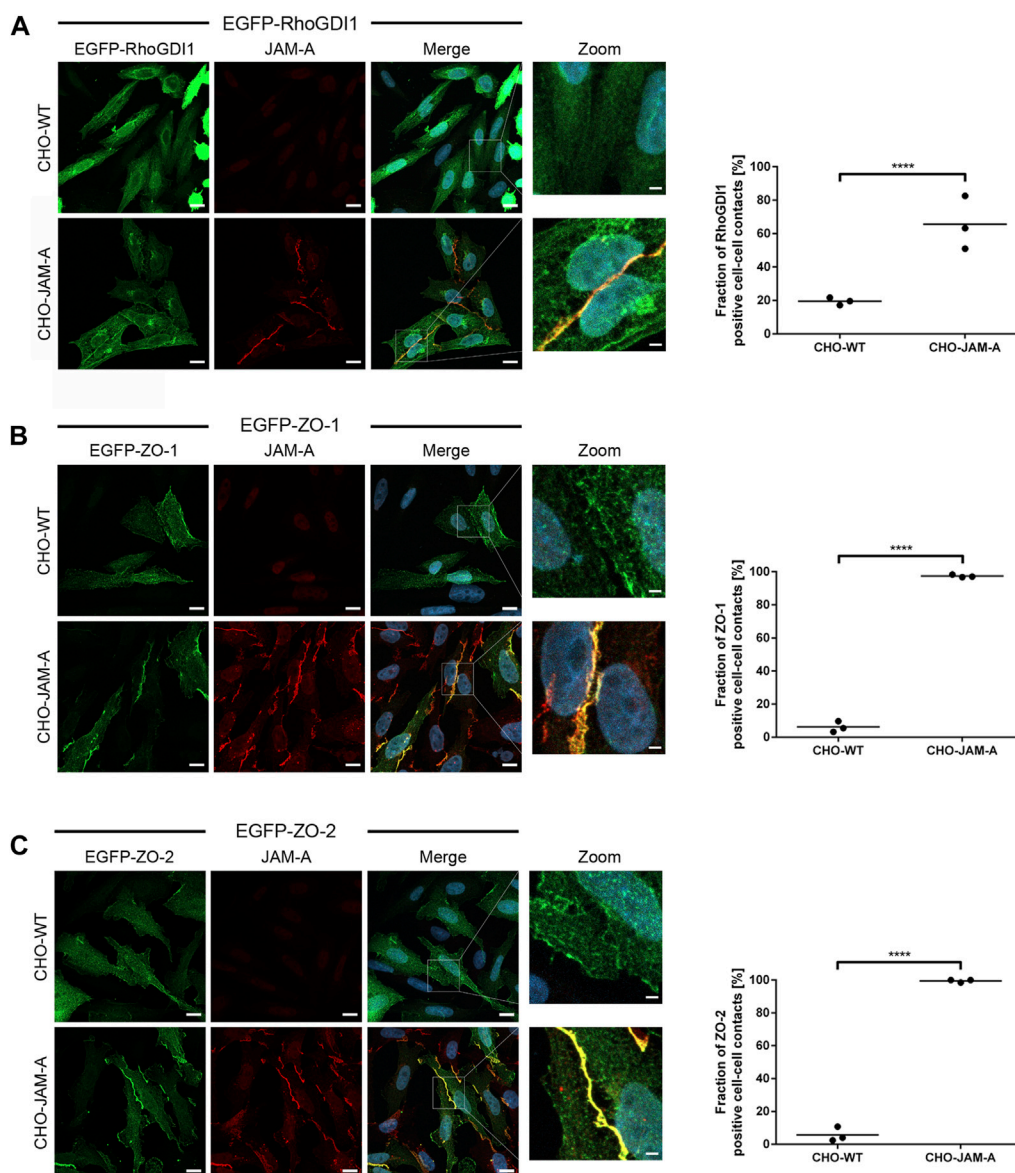 A
EGFP-RhoGDI1
EGFP-RhoGDI1 JAM-A Merge Zoom
CHO-WT
CHO-JAM-A
Fraction of RhoGDI1
positive cell-cell contacts [%]
100
80
60
40
20
0
****
CHO-WT CHO-JAM-A
B
EGFP-ZO-1
EGFP-ZO-1 JAM-A Merge Zoom
CHO-WT
CHO-JAM-A
Fraction of ZO-1
positive cell-cell contacts [%]
100
80
60
40
20
0
****
CHO-WT CHO-JAM-A
C
EGFP-ZO-2
EGFP-ZO-2 JAM-A Merge Zoom
CHO-WT
CHO-JAM-A
Fraction of ZO-2
positive cell-cell contacts [%]
100
80
60
40
20
0
****
CHO-WT CHO-JAM-A